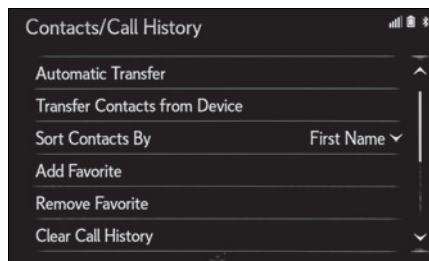 Contacts/Call History
Automatic Transfer
Transfer Contacts from Device
Sort Contacts By First Name
Add Favorite
Remove Favorite
Clear Call History